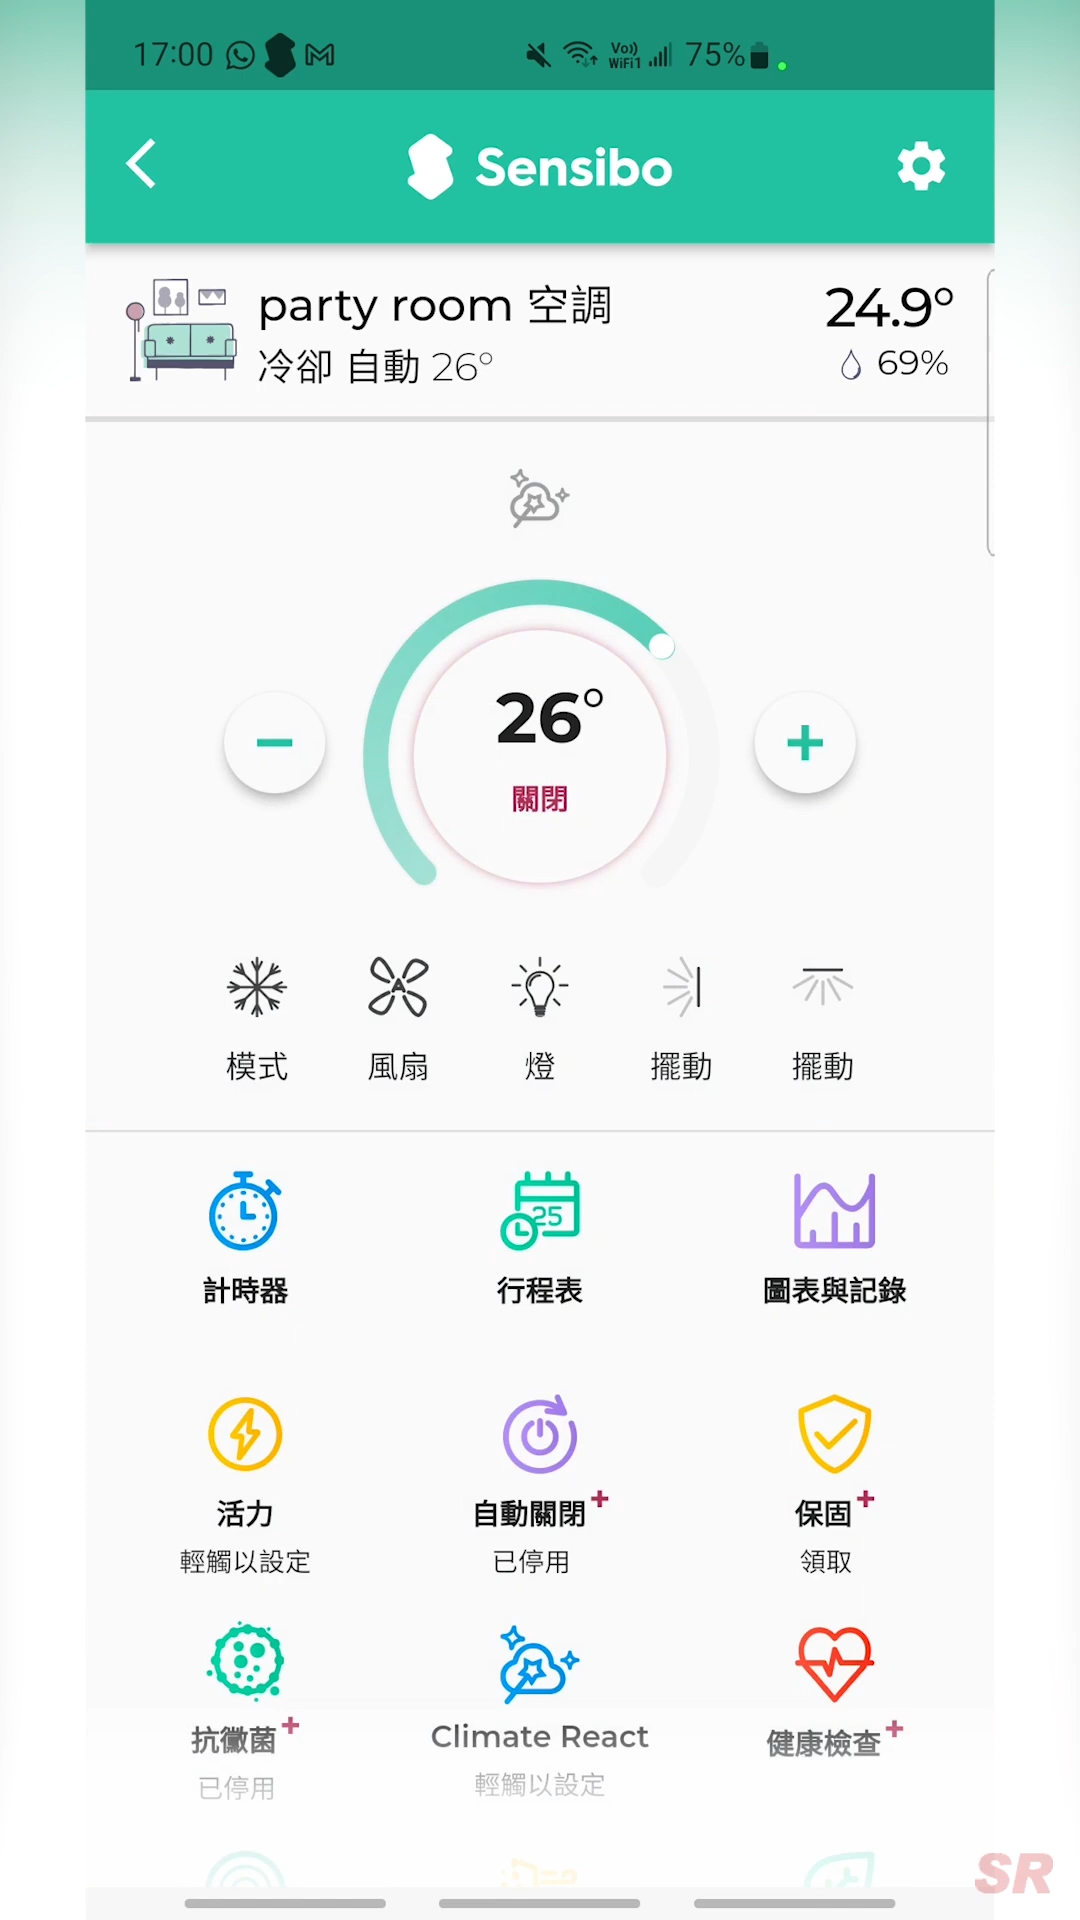 17:00 Vo)) WiFi1 75%
Sensibo
party room 空調 24.9°
冷卻 自動 26° 69%
26°
關閉
模式 風扇 燈 擺動 擺動
25
計時器 行程表 圖表與記錄
活力 自動關閉+ 保固+
輕觸以設定 已停用 領取
抗黴菌+ Climate React 健康檢查+
已停用 輕觸以設定
SR